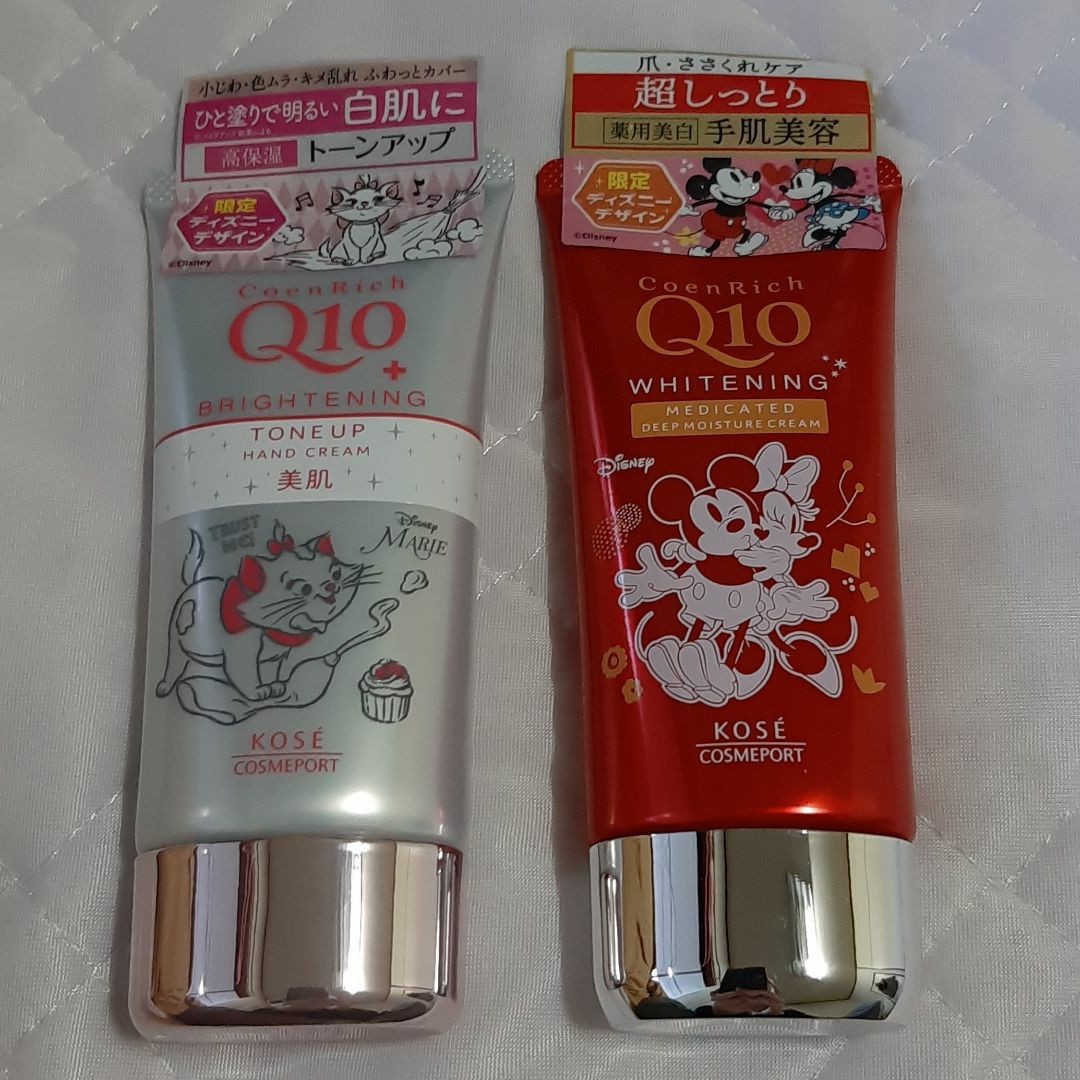 小じわ・色ムラ・キメ乱れ ふわっとカバー
ひと塗りで明るい白肌に
高保湿 トーンアップ
限定
ディズニー
デザイン
©Disney
CoenRich
Q10
+
BRIGHTENING
TONEUP
HAND CREAM
美肌
TRUST
ME!
Disney
MARIE
KOSÉ
COSMEPORT
爪・ささくれケア
超しっとり
薬用美白 手肌美容
限定
ディズニー
デザイン
©Disney
CoenRich
Q10
WHITENING
MEDICATED
DEEP MOISTURE CREAM
Disney
KOSÉ
COSMEPORT